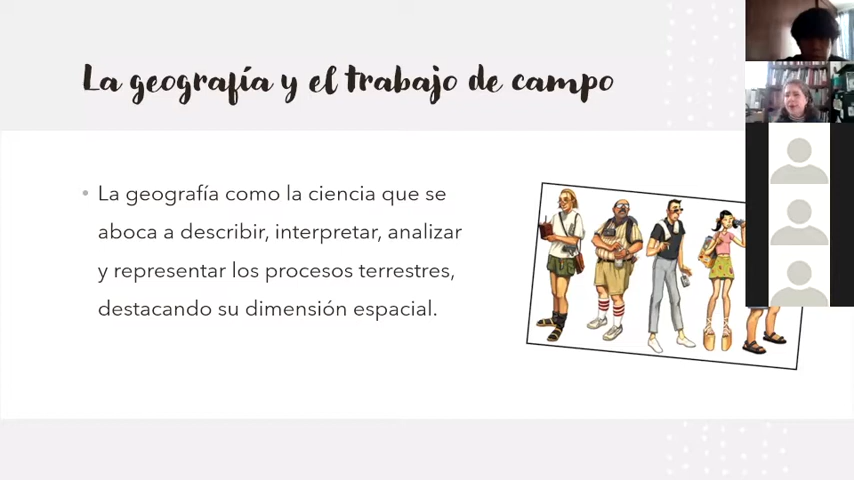 La geografía y el trabajo de campo
La geografía como la ciencia que se
aboca a describir, interpretar, analizar
y representar los procesos terrestres,
destacando su dimensión espacial.